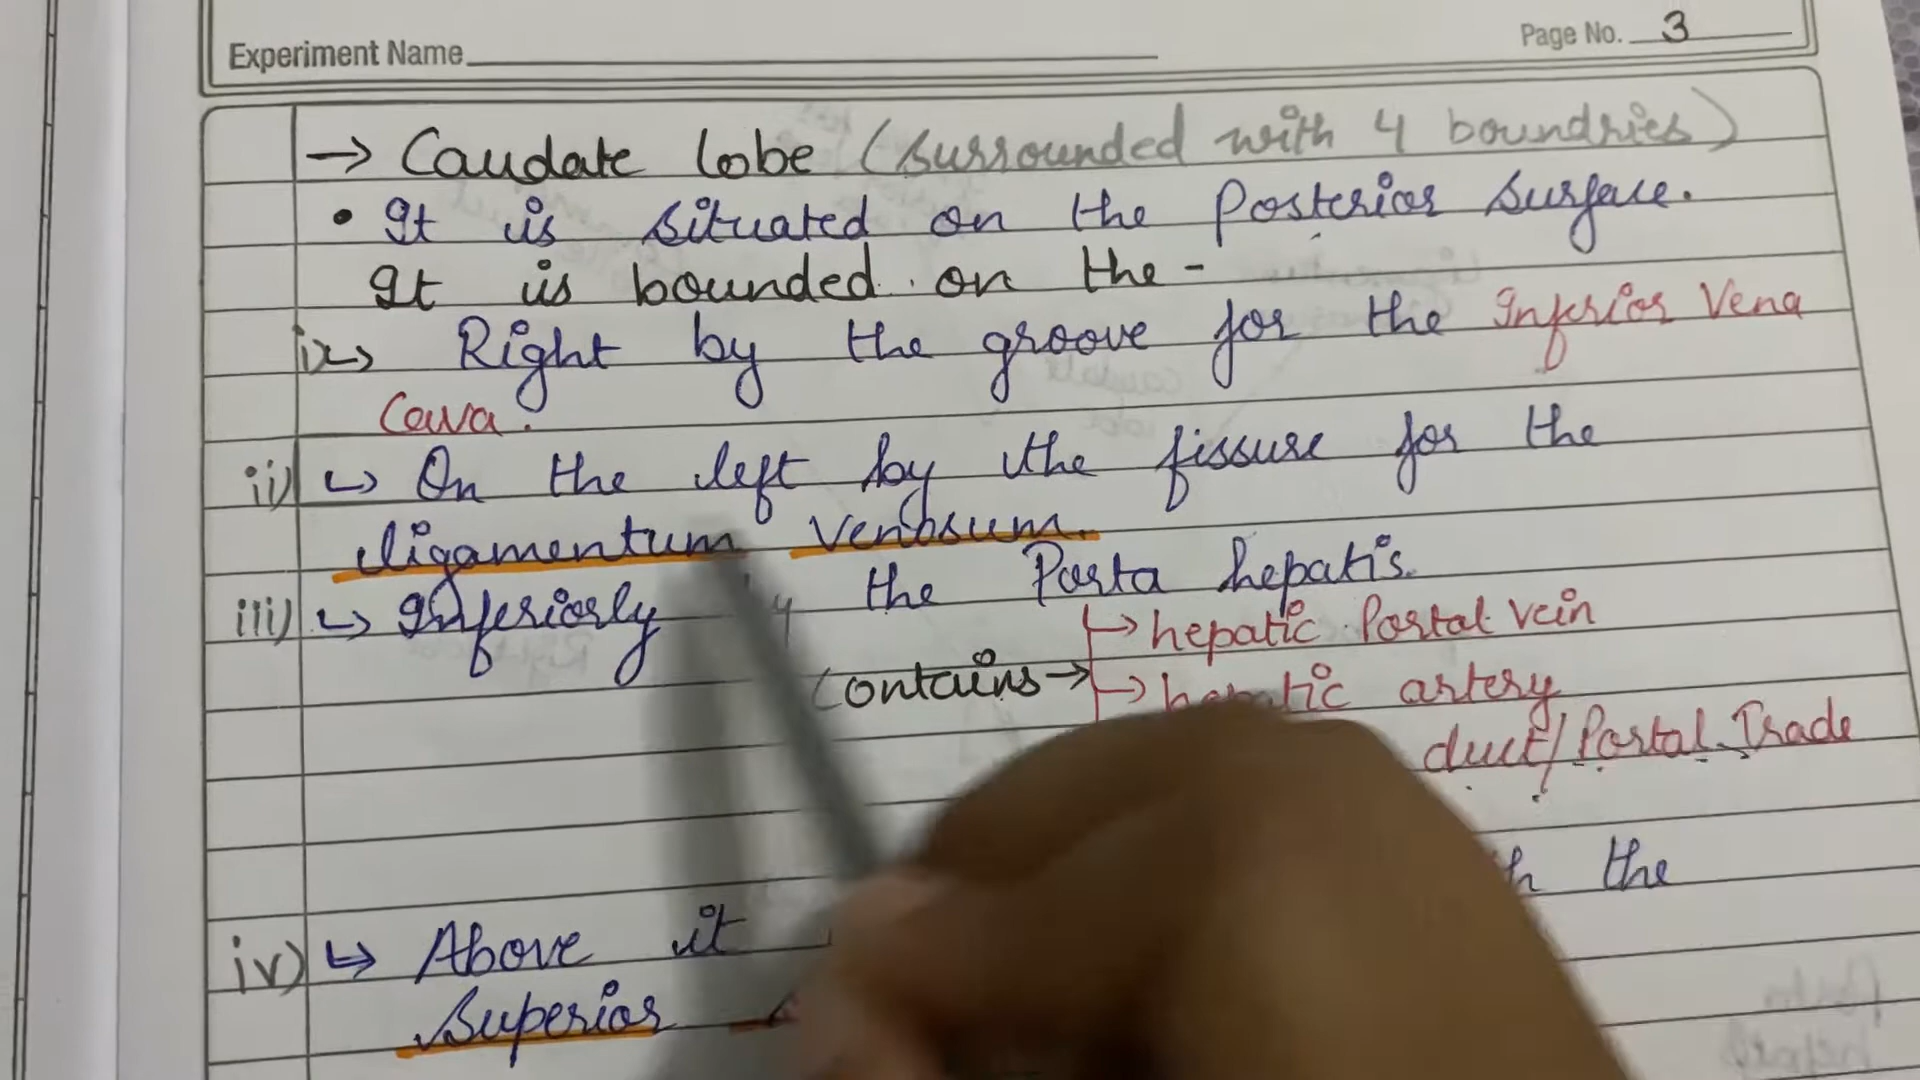 Experiment Name
Page No. 3
→ Caudate lobe (surrounded with 4 boundries)
• It is situated on the Posterior surface.
It is bounded on the -
i↳ Right by the groove for the Inferior Vena
Cava.
ii) ↳ On the left by the fissure for the
ligamentum venosum.
iii) ↳ Inferiorly the Porta hepatis.
→ hepatic Portal vein
Contains →
→ hepatic artery
duct/Portal Trade
the
iv) ↳ Above it
Superior